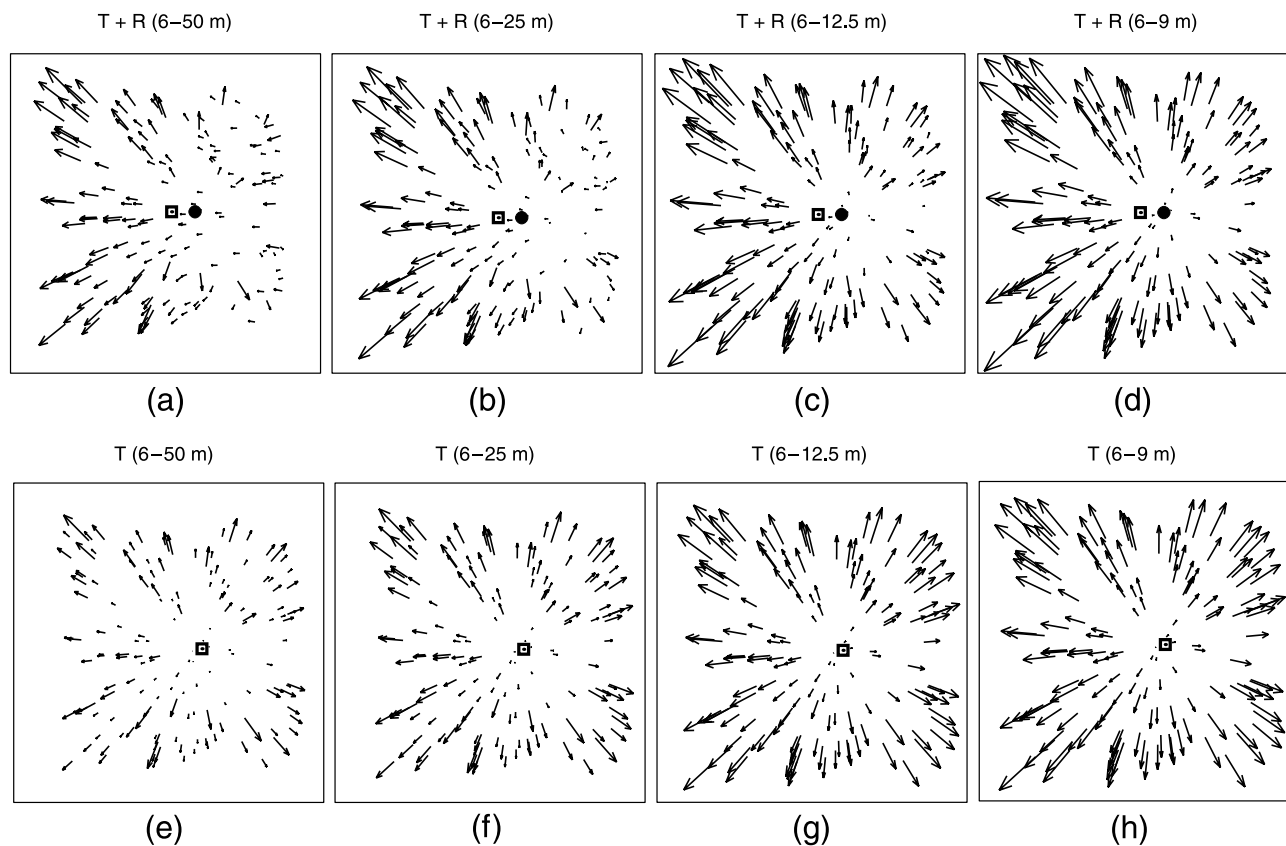 T + R (6−50 m) T + R (6−25 m) T + R (6−12.5 m) T + R (6−9 m)
(a) (b) (c) (d)
T (6−50 m) T (6−25 m) T (6−12.5 m) T (6−9 m)
(e) (f) (g) (h)